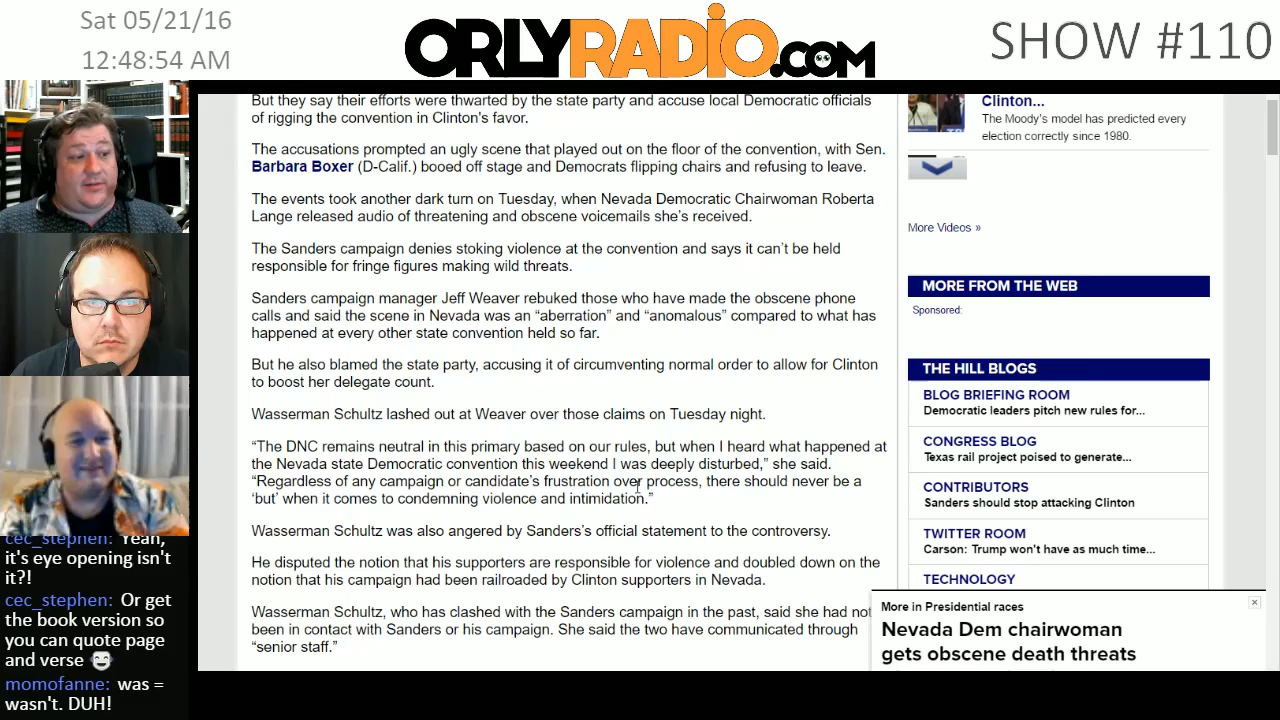 Sat 05/21/16
12:48:54 AM
ORLYRADiO.COM
SHOW #110
But they say their efforts were thwarted by the state party and accuse local Democratic officials
of rigging the convention in Clinton's favor.
The accusations prompted an ugly scene that played out on the floor of the convention, with Sen.
Barbara Boxer (D-Calif.) booed off stage and Democrats flipping chairs and refusing to leave.
The events took another dark turn on Tuesday, when Nevada Democratic Chairwoman Roberta
Lange released audio of threatening and obscene voicemails she's received.
The Sanders campaign denies stoking violence at the convention and says it can't be held
responsible for fringe figures making wild threats.
Sanders campaign manager Jeff Weaver rebuked those who have made the obscene phone
calls and said the scene in Nevada was an “aberration” and “anomalous” compared to what has
happened at every other state convention held so far.
But he also blamed the state party, accusing it of circumventing normal order to allow for Clinton
to boost her delegate count.
Wasserman Schultz lashed out at Weaver over those claims on Tuesday night.
“The DNC remains neutral in this primary based on our rules, but when I heard what happened at
the Nevada state Democratic convention this weekend I was deeply disturbed,” she said.
“Regardless of any campaign or candidate's frustration over process, there should never be a
‘but’ when it comes to condemning violence and intimidation.”
Wasserman Schultz was also angered by Sanders's official statement to the controversy.
He disputed the notion that his supporters are responsible for violence and doubled down on the
notion that his campaign had been railroaded by Clinton supporters in Nevada.
Wasserman Schultz, who has clashed with the Sanders campaign in the past, said she had not
been in contact with Sanders or his campaign. She said the two have communicated through
“senior staff.”
Clinton...
The Moody's model has predicted every
election correctly since 1980.
More Videos »
MORE FROM THE WEB
Sponsored:
THE HILL BLOGS
BLOG BRIEFING ROOM
Democratic leaders pitch new rules for...
CONGRESS BLOG
Texas rail project poised to generate...
CONTRIBUTORS
Sanders should stop attacking Clinton
TWITTER ROOM
Carson: Trump won't have as much time...
TECHNOLOGY
More in Presidential races
Nevada Dem chairwoman
gets obscene death threats
cec_stephen: Yeah,
it's eye opening isn't
it?!
cec_stephen: Or get
the book version so
you can quote page
and verse
momofanne: was =
wasn't. DUH!